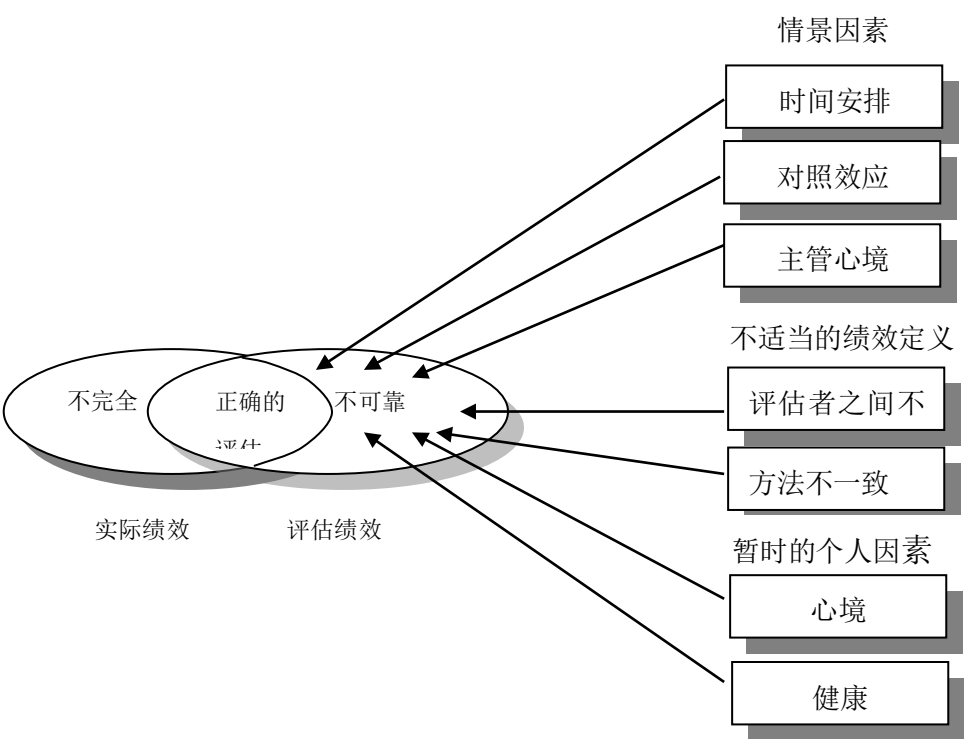 情景因素
时间安排
对照效应
主管心境
不适当的绩效定义
评估者之间不
方法不一致
暂时的个人因素
心境
健康
不完全
正确的
评估
不可靠
实际绩效
评估绩效